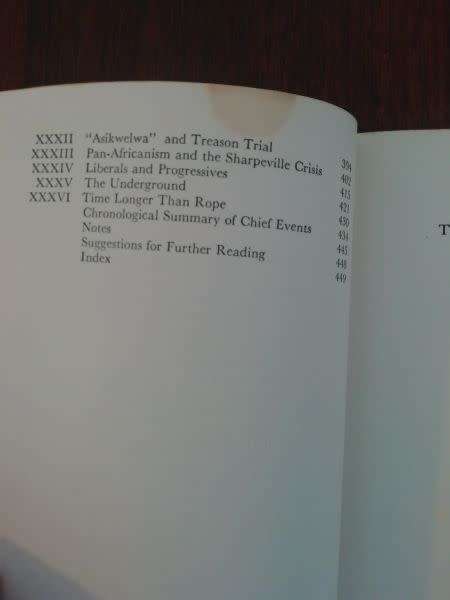 XXXII "Asikwelwa" and Treason Trial 394
XXXIII Pan-Africanism and the Sharpeville Crisis 402
XXXIV Liberals and Progressives 415
XXXV The Underground 421
XXXVI Time Longer Than Rope 430
Chronological Summary of Chief Events 434
Notes 445
Suggestions for Further Reading 448
Index 449
T